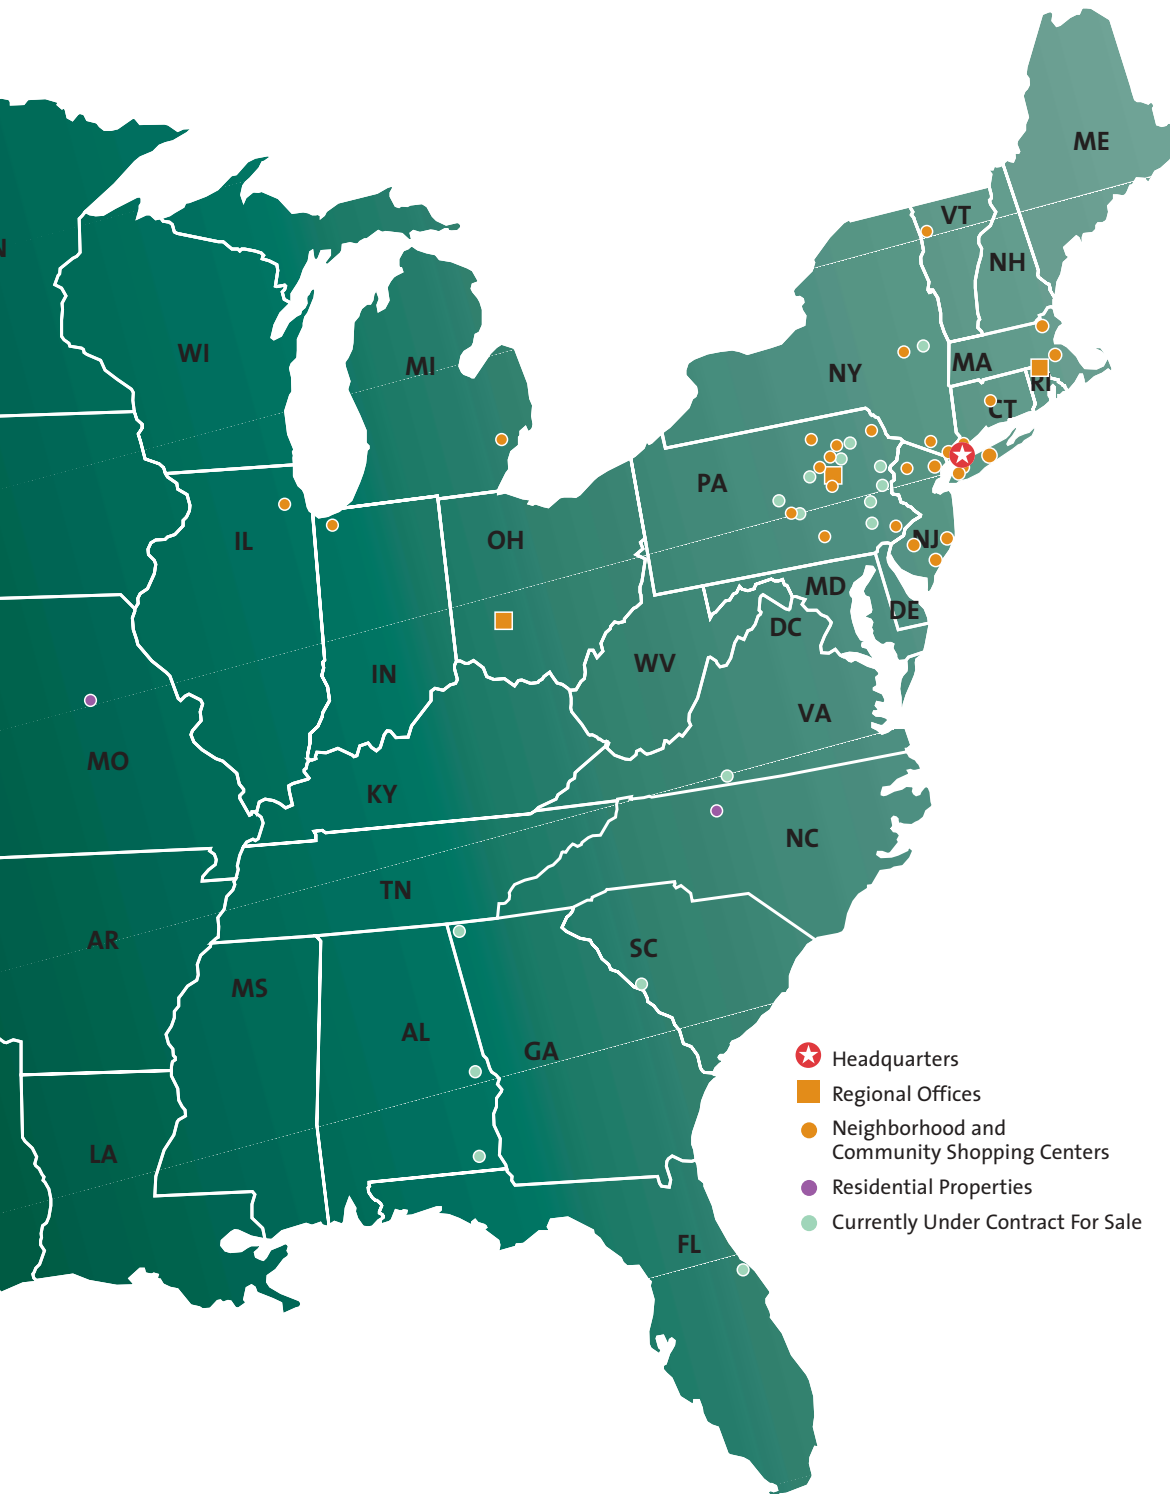 ME
VT
N
NH
WI
MI
NY
MA
RI
CT
PA
IL
OH
NJ
MD
DE
DC
WV
IN
VA
MO
KY
NC
TN
AR
SC
MS
AL
GA
LA
FL
Headquarters
Regional Offices
Neighborhood and
Community Shopping Centers
Residential Properties
Currently Under Contract For Sale